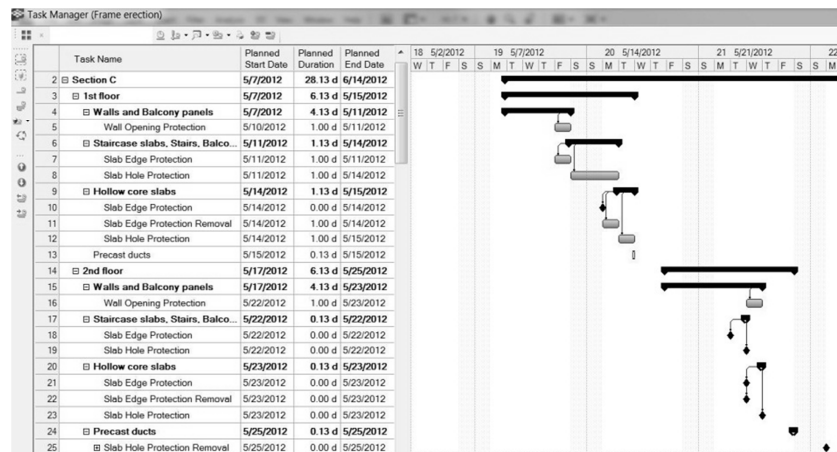 Task Manager (Frame erection)
Task Name Planned Start Date Planned Duration Planned End Date
18 5/2/2012 19 5/7/2012 20 5/14/2012 21 5/21/2012 22
W T F S S M T W T F S S M T W T F S S M T W T F S S M
2 Section C 5/7/2012 28.13 d 6/14/2012
3 1st floor 5/7/2012 6.13 d 5/15/2012
4 Walls and Balcony panels 5/7/2012 4.13 d 5/11/2012
5 Wall Opening Protection 5/10/2012 1.00 d 5/11/2012
6 Staircase slabs, Stairs, Balco... 5/11/2012 1.13 d 5/14/2012
7 Slab Edge Protection 5/11/2012 1.00 d 5/11/2012
8 Slab Hole Protection 5/11/2012 1.00 d 5/14/2012
9 Hollow core slabs 5/14/2012 1.13 d 5/15/2012
10 Slab Edge Protection 5/14/2012 0.00 d 5/14/2012
11 Slab Edge Protection Removal 5/14/2012 1.00 d 5/14/2012
12 Slab Hole Protection 5/14/2012 1.00 d 5/15/2012
13 Precast ducts 5/15/2012 0.13 d 5/15/2012
14 2nd floor 5/17/2012 6.13 d 5/25/2012
15 Walls and Balcony panels 5/17/2012 4.13 d 5/23/2012
16 Wall Opening Protection 5/22/2012 1.00 d 5/23/2012
17 Staircase slabs, Stairs, Balco... 5/22/2012 0.13 d 5/22/2012
18 Slab Edge Protection 5/22/2012 0.00 d 5/22/2012
19 Slab Hole Protection 5/22/2012 0.00 d 5/22/2012
20 Hollow core slabs 5/23/2012 0.13 d 5/23/2012
21 Slab Edge Protection 5/23/2012 0.00 d 5/23/2012
22 Slab Edge Protection Removal 5/23/2012 0.00 d 5/23/2012
23 Slab Hole Protection 5/23/2012 0.00 d 5/23/2012
24 Precast ducts 5/25/2012 0.13 d 5/25/2012
25 Slab Hole Protection Removal 5/25/2012 0.00 d 5/25/2012